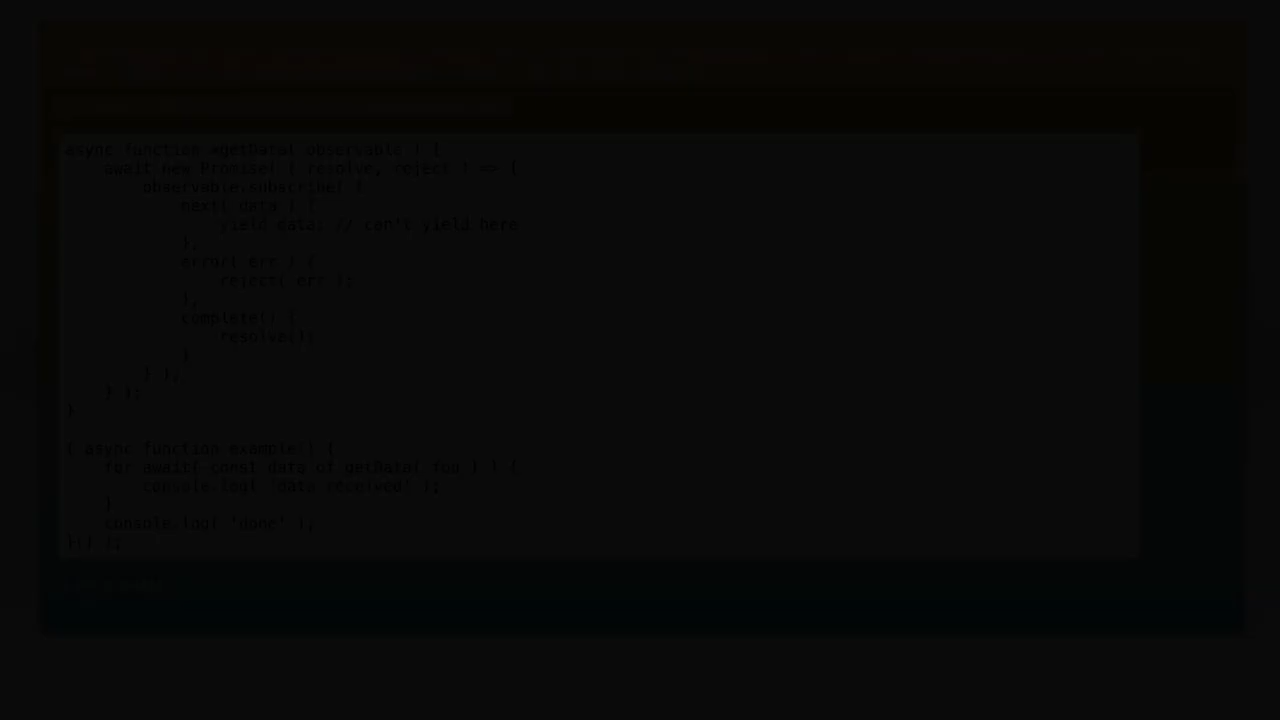 async function *getData( observable ) {
await new Promise( ( resolve, reject ) => {
observable.subscribe( {
next( data ) {
yield data; // can't yield here
},
error( err ) {
reject( err );
},
complete() {
resolve();
}
} );
} );
}
( async function example() {
for await( const data of getData( foo ) ) {
console.log( 'data received' );
}
console.log( 'done' );
}() );